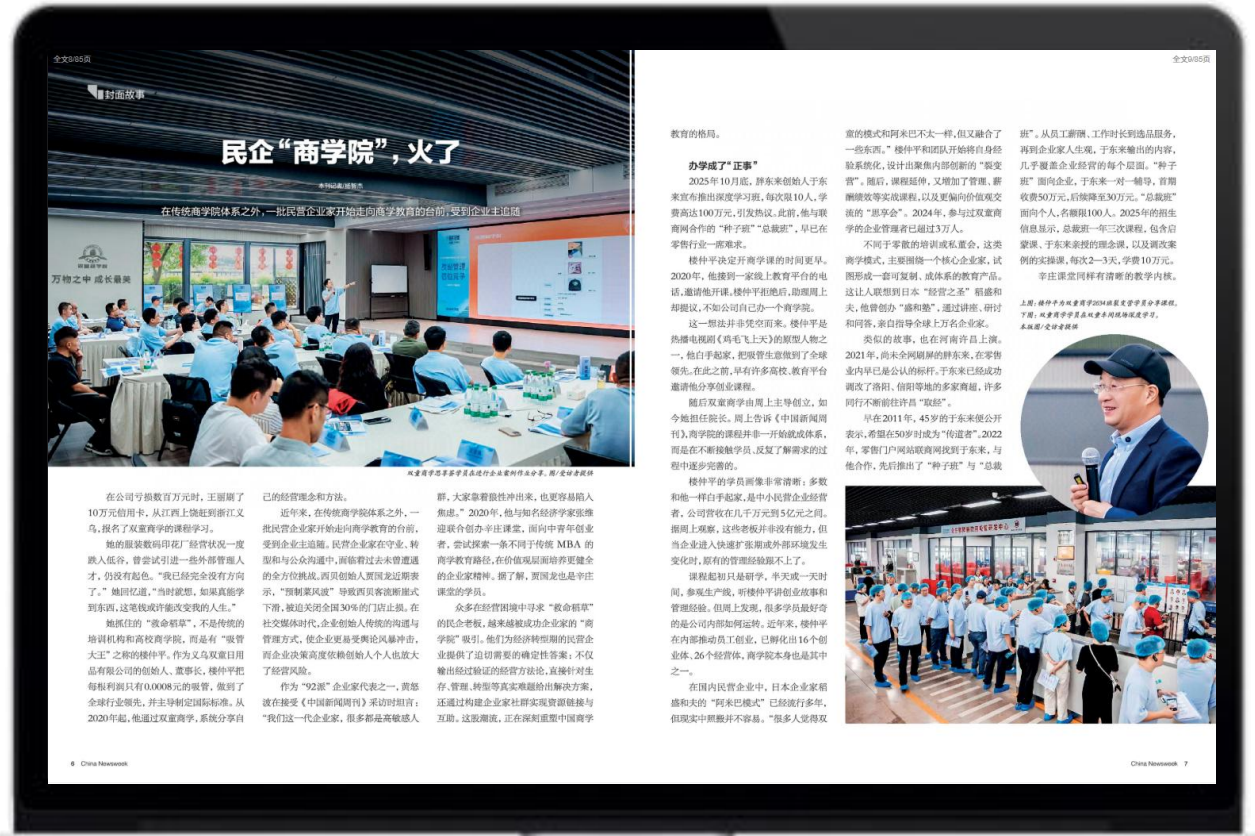 全文8/85页
封面故事
民企“商学院”，火了
在传统商学院体系之外，一批民营企业家开始走向商学教育的台前，受到企业主追随
万物之中 成长最美
双童商学思享荟学员在进行企业案例作业分享。图/受访者提供
在公司亏损数百万元时，王丽刷了
10万元信用卡，从江西上饶赶到浙江义
乌，报名了双童商学的课程学习。
她的服装数码印花厂经营状况一度
跌入低谷，曾尝试引进一些外部管理人
才，仍没有起色。“我已经完全没有方向
了。”她回忆道，“当时就想，如果真能学
到东西，这笔钱或许能改变我的人生。”
她抓住的“救命稻草”，不是传统的
培训机构和高校商学院，而是有“吸管
大王”之称的楼仲平。作为义乌双童日用
品有限公司的创始人、董事长，楼仲平把
每根利润只有0.0008元的吸管，做到了
全球行业领先，并主导制定国际标准。从
2020年起，他通过双童商学，系统分享自
己的经营理念和方法。
近年来，在传统商学院体系之外，一
批民营企业家开始走向商学教育的台前，
受到企业主追随。民营企业家在守业、转
型和与公众沟通中，面临着过去未曾遭遇
的全方位挑战。西贝创始人贾国龙近期表
示，“预制菜风波”导致西贝客流断崖式
下滑，被迫关闭全国30%的门店止损。在
社交媒体时代，企业创始人传统的沟通与
管理方式，使企业更易受舆论风暴冲击，
而企业决策高度依赖创始人个人也放大
了经营风险。
作为“92派”企业家代表之一，黄怒
波在接受《中国新闻周刊》采访时坦言：
“我们这一代企业家，很多都是高敏感人
群，大家靠着狼性冲出来，也更容易陷入
焦虑。”2020年，他与知名经济学家张维
迎联合创办辛庄课堂，面向中青年创业
者，尝试探索一条不同于传统 MBA 的
商学教育路径，在价值观层面培养更健全
的企业家精神。据了解，贾国龙也是辛庄
课堂的学员。
众多在经营困境中寻求“救命稻草”
的民企老板，越来越被成功企业家的“商
学院”吸引。他们为经济转型期的民营企
业提供了迫切需要的确定性答案：不仅
输出经过验证的经营方法论，直接针对生
存、管理、转型等真实难题给出解决方案，
还通过构建企业家社群实现资源链接与
互助。这股潮流，正在深刻重塑中国商学
6 China Newsweek
全文9/85页
教育的格局。
办学成了“正事”
2025年10月底，胖东来创始人于东
来宣布推出深度学习班，每次限10人，学
费高达100万元，引发热议。此前，他与联
商网合作的“种子班”“总裁班”，早已在
零售行业一席难求。
楼仲平决定开商学课的时间更早。
2020年，他接到一家线上教育平台的电
话，邀请他开课。楼仲平拒绝后，助理周上
却提议，不如公司自己办一个商学院。
这一想法并非凭空而来。楼仲平是
热播电视剧《鸡毛飞上天》的原型人物之
一，他白手起家，把吸管生意做到了全球
领先。在此之前，早有许多高校、教育平台
邀请他分享创业课程。
随后双童商学由周上主导创立，如
今她担任院长。周上告诉《中国新闻周
刊》，商学院的课程并非一开始就成体系，
而是在不断接触学员、反复了解需求的过
程中逐步完善的。
楼仲平的学员画像非常清晰：多数
和他一样白手起家，是中小民营企业经营
者，公司营收在几千万元到5亿元之间。
据周上观察，这些老板并非没有能力，但
当企业进入快速扩张期或外部环境发生
变化时，原有的管理经验跟不上了。
课程起初只是研学，半天或一天时
间，参观生产线，听楼仲平讲创业故事和
管理经验。但周上发现，很多学员最好奇
的是公司内部如何运转。近年来，楼仲平
在内部推动员工创业，已孵化出16个创
业体、26个经营体，商学院本身也是其中
之一。
在国内民营企业中，日本企业家稻
盛和夫的“阿米巴模式”已经流行多年，
但现实中照搬并不容易。“很多人觉得双
童的模式和阿米巴不太一样，但又融合了
一些东西。”楼仲平和团队开始将自身经
验系统化，设计出聚焦内部创新的“裂变
营”。随后，课程延伸，又增加了管理、薪
酬绩效等实战课程，以及更偏向价值观交
流的“思享会”。2024年，参与过双童商
学的企业管理者已超过3万人。
不同于零散的培训或私董会，这类
商学模式，主要围绕一个核心企业家，试
图形成一套可复制、成体系的教育产品。
这让人联想到日本“经营之圣”稻盛和
夫，他曾创办“盛和塾”，通过讲座、研讨
和问答，亲自指导全球上万名企业家。
类似的故事，也在河南许昌上演。
2021年，尚未全网刷屏的胖东来，在零售
业内早已是公认的标杆。于东来已经成功
调改了洛阳、信阳等地的多家商超，许多
同行不断前往许昌“取经”。
早在2011年，45岁的于东来便公开
表示，希望在50岁时成为“传道者”。2022
年，零售门户网站联商网找到于东来，与
他合作，先后推出了“种子班”与“总裁
班”。从员工薪酬、工作时长到选品服务，
再到企业家人生观，于东来输出的内容，
几乎覆盖企业经营的每个层面。“种子
班”面向企业，于东来一对一辅导，首期
收费50万元，后续降至30万元。“总裁班”
面向个人，名额限100人。2025年的招生
信息显示，总裁班一年三次课程，包含启
蒙课、于东来亲授的理念课，以及调改案
例的实操课，每次2—3天，学费10万元。
辛庄课堂同样有清晰的教学内核。
下图：双童商学学员在双童车间现场深度学习。
本版图/受访者提供
China Newsweek 7